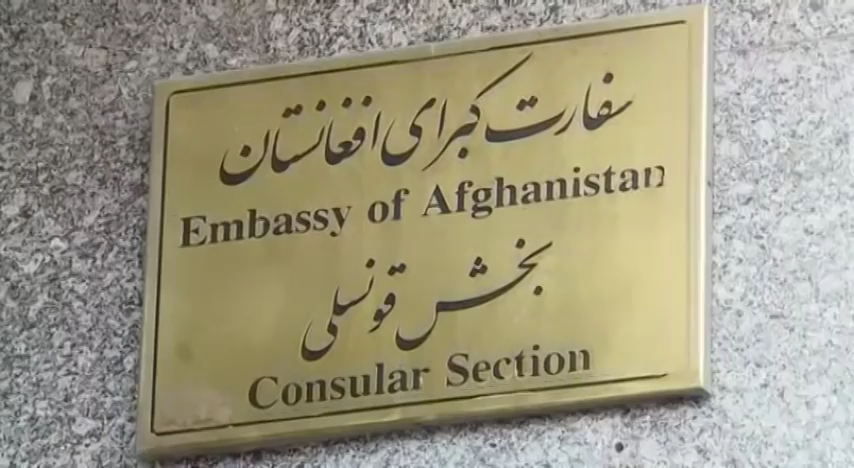 سفارت کبرای افغانستان
Embassy of Afghanistan
بخش قونسلی
Consular Section